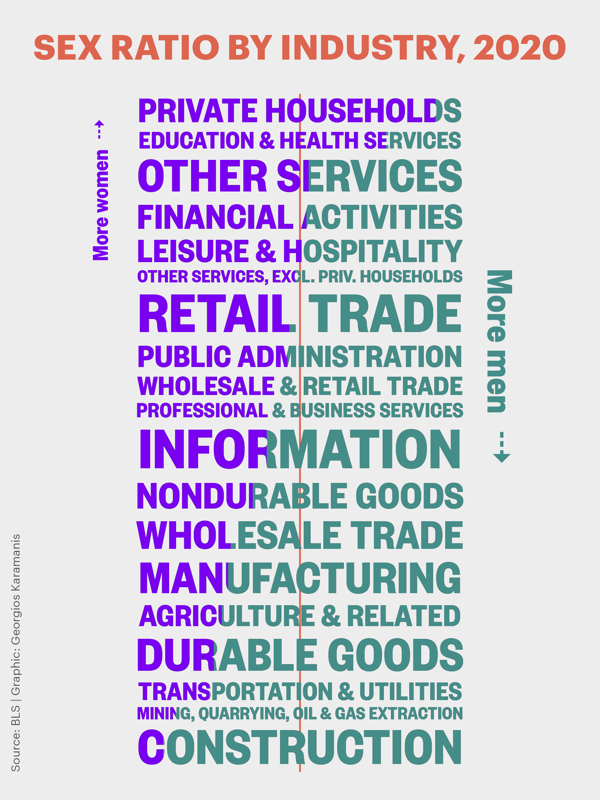 SEX RATIO BY INDUSTRY, 2020
More women
PRIVATE HOUSEHOLDS
EDUCATION & HEALTH SERVICES
OTHER SERVICES
FINANCIAL ACTIVITIES
LEISURE & HOSPITALITY
OTHER SERVICES, EXCL. PRIV. HOUSEHOLDS
RETAIL TRADE
PUBLIC ADMINISTRATION
WHOLESALE & RETAIL TRADE
PROFESSIONAL & BUSINESS SERVICES
INFORMATION
NONDURABLE GOODS
WHOLESALE TRADE
MANUFACTURING
AGRICULTURE & RELATED
DURABLE GOODS
TRANSPORTATION & UTILITIES
MINING, QUARRYING, OIL & GAS EXTRACTION
CONSTRUCTION
More men
Source: BLS | Graphic: Georgios Karamanis